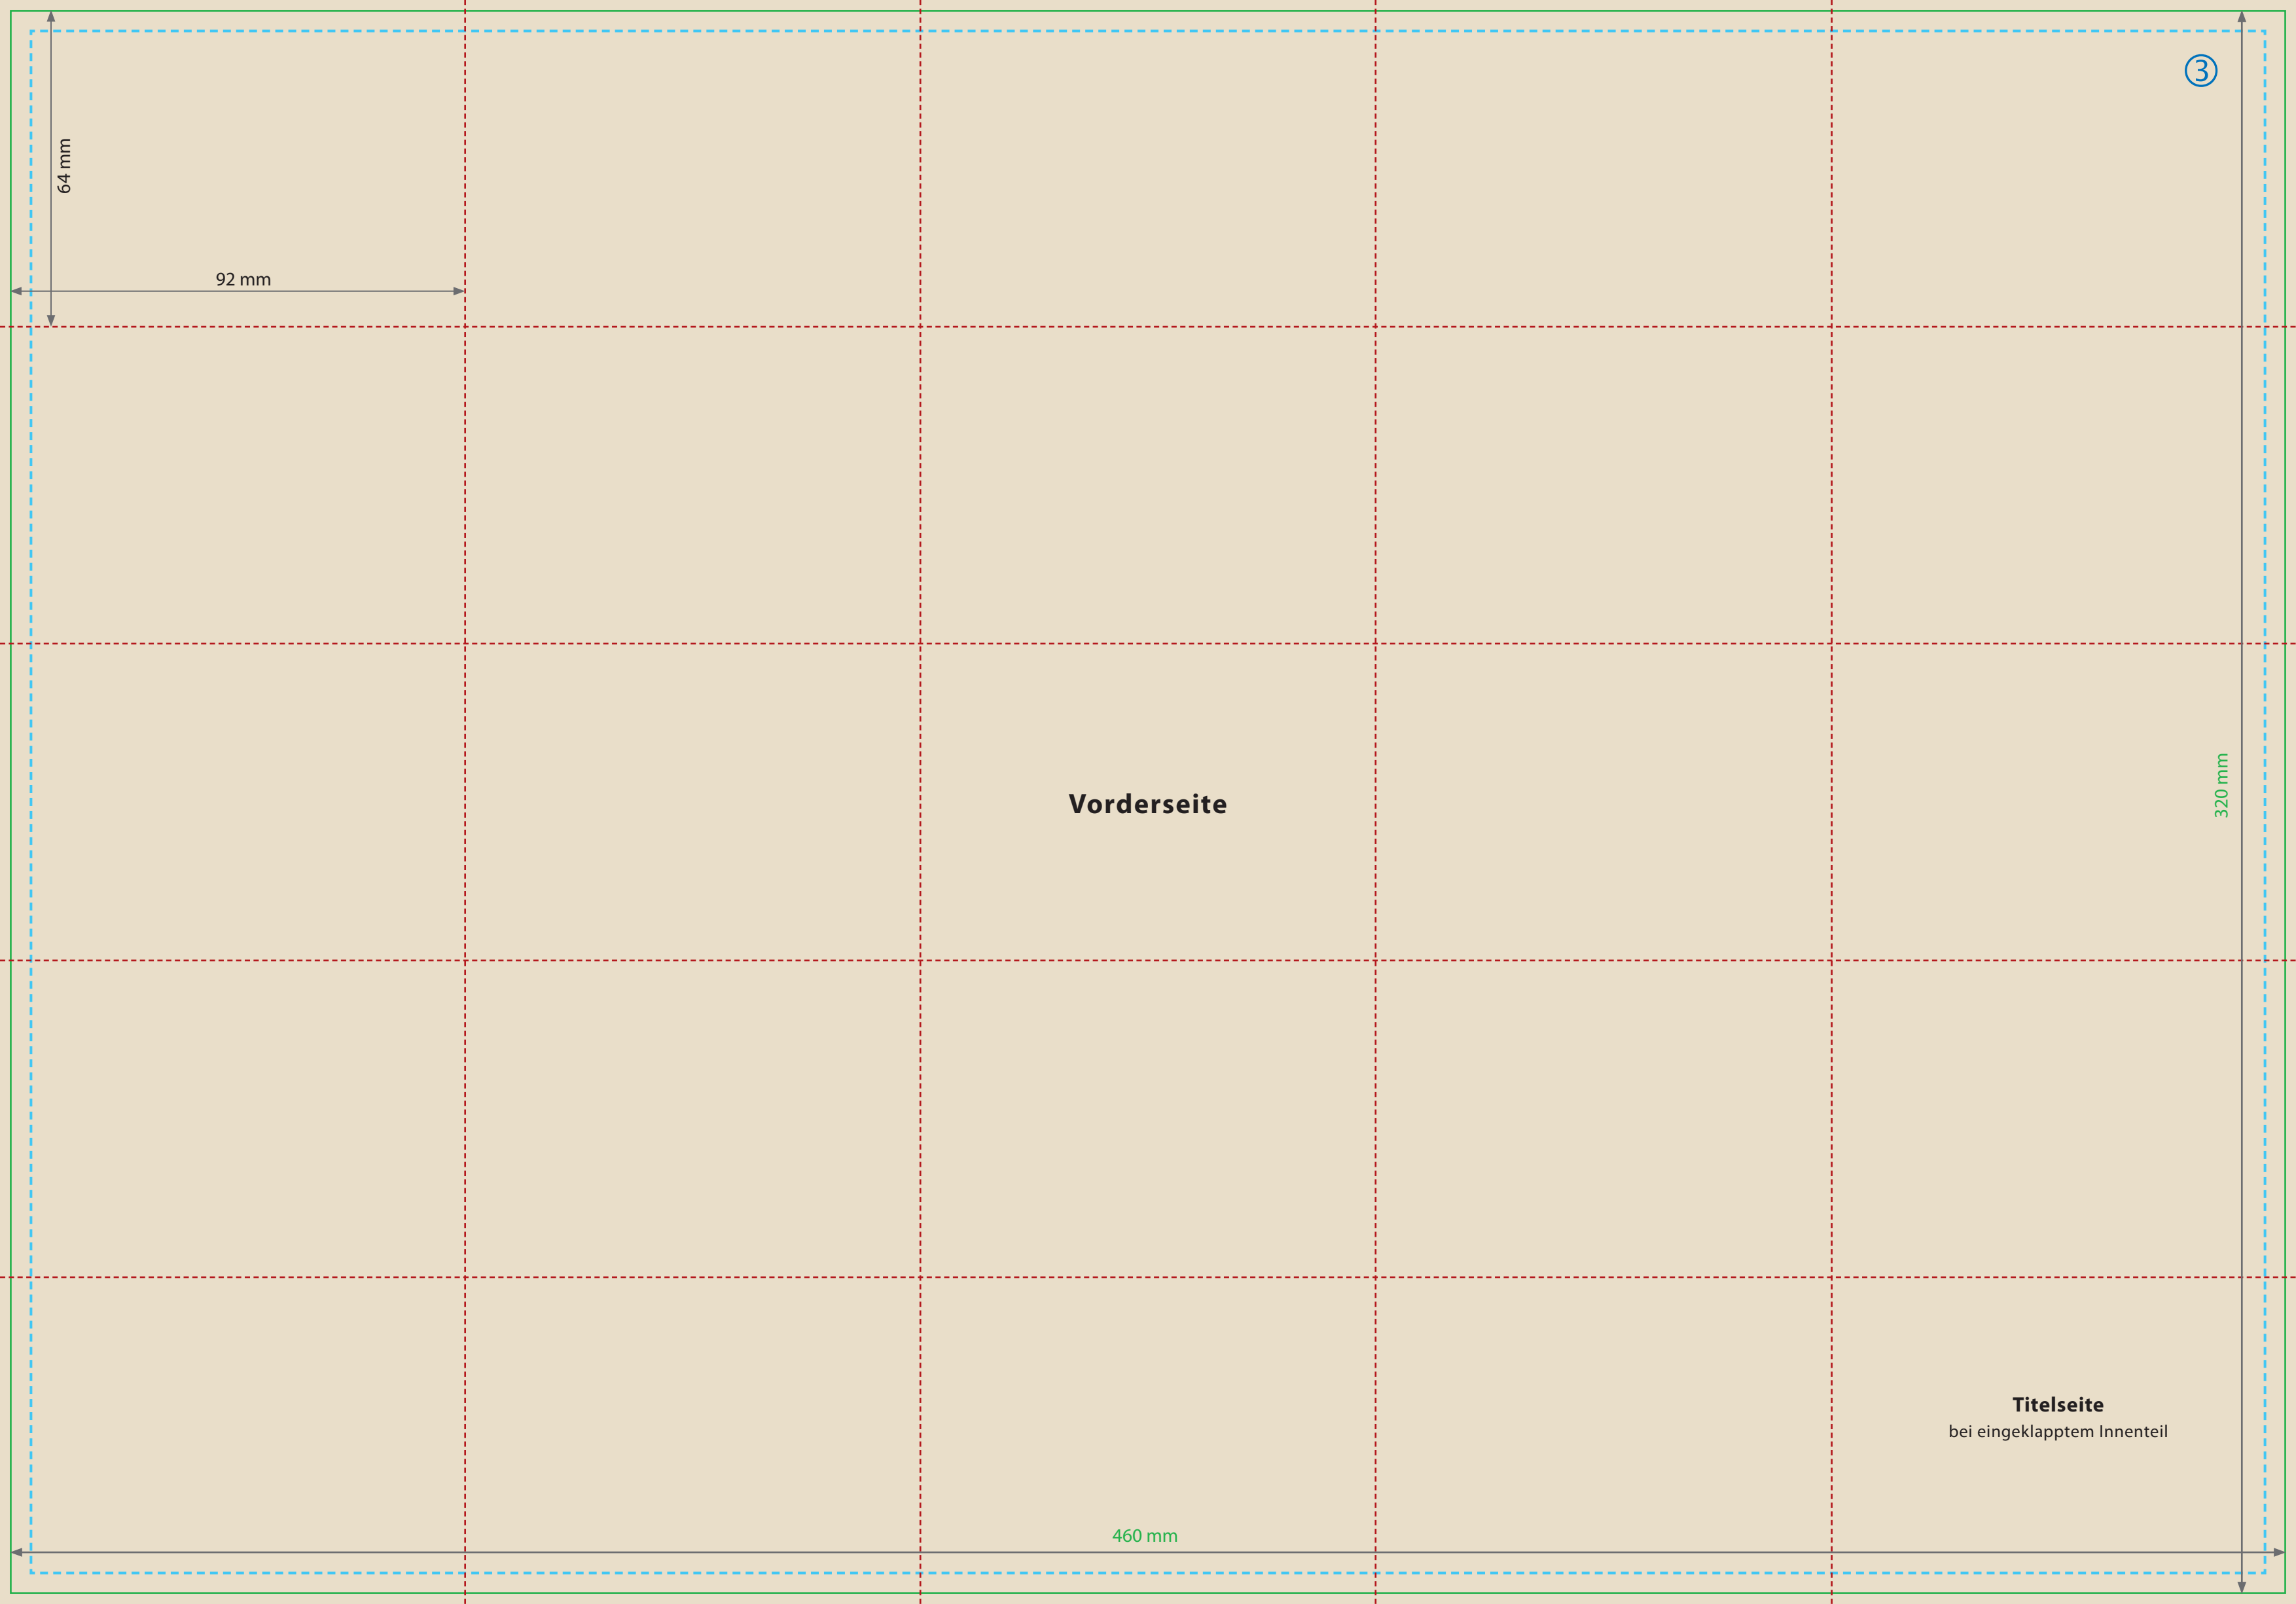 ③
64 mm
92 mm
Vorderseite
320 mm
Titelseite
bei eingeklapptem Innenteil
460 mm